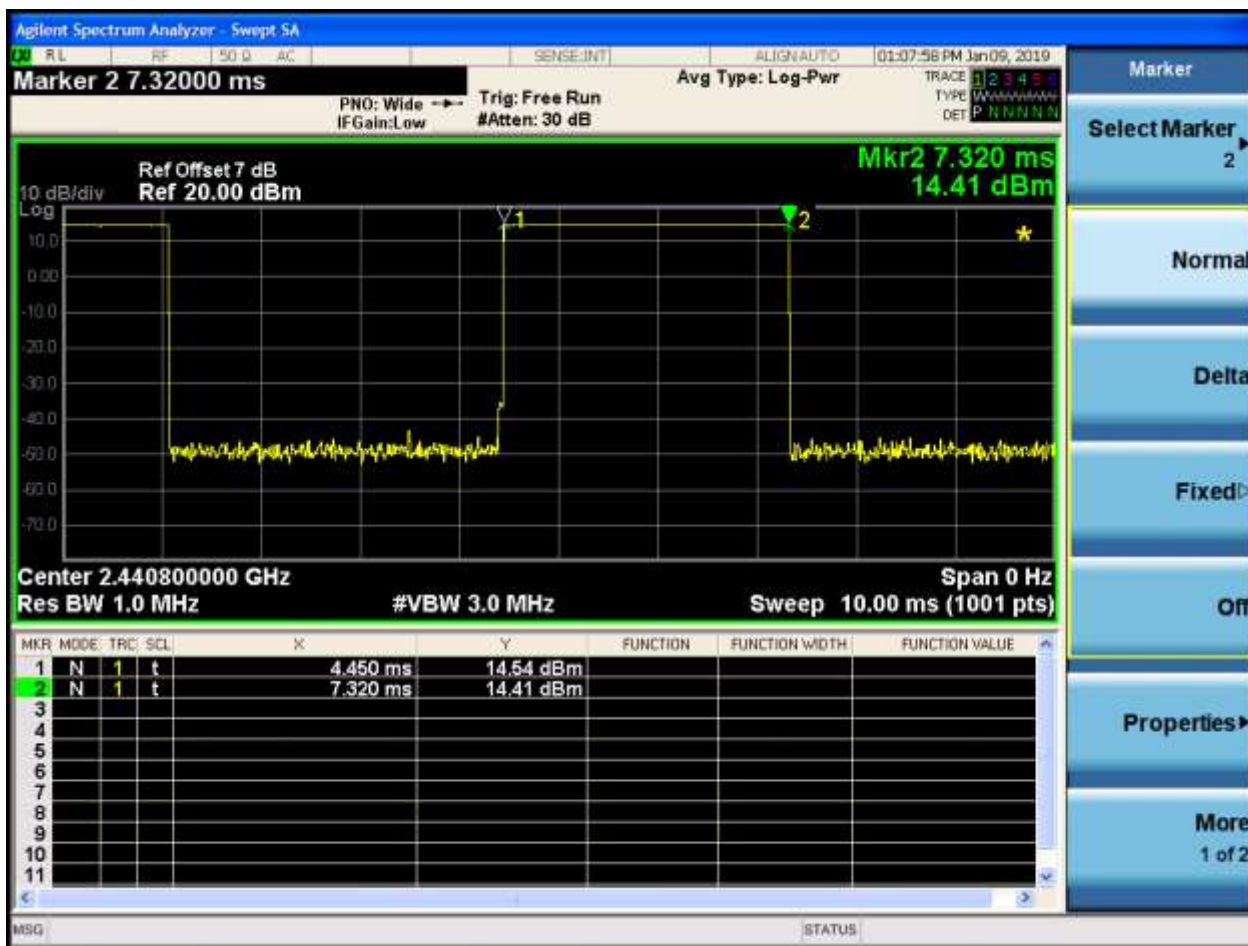 Agilent Spectrum Analyzer - Swept SA
RL RF 50 Ω AC SENSE:INT ALIGN AUTO 01:07:58 PM Jan 09, 2019
Marker 2 7.32000 ms
PNO: Wide
IFGain:Low
Trig: Free Run
#Atten: 30 dB
Avg Type: Log-Pwr
TRACE 1 2 3 4 5 6
TYPE
DET P N N N N N
Ref Offset 7 dB
Ref 20.00 dBm
Mkr2 7.320 ms
14.41 dBm
10 dB/div
Log
1
2
*
10.0
0.00
-10.0
-20.0
-30.0
-40.0
-50.0
-60.0
-70.0
Center 2.440800000 GHz
Span 0 Hz
Res BW 1.0 MHz
#VBW 3.0 MHz
Sweep 10.00 ms (1001 pts)
MKR MODE TRC SCL X Y FUNCTION FUNCTION WIDTH FUNCTION VALUE
1 N 1 t 4.450 ms 14.54 dBm
2 N 1 t 7.320 ms 14.41 dBm
3
4
5
6
7
8
9
10
11
MSG
STATUS
Marker
Select Marker
2
Normal
Delta
Fixed
Off
Properties
More
1 of 2